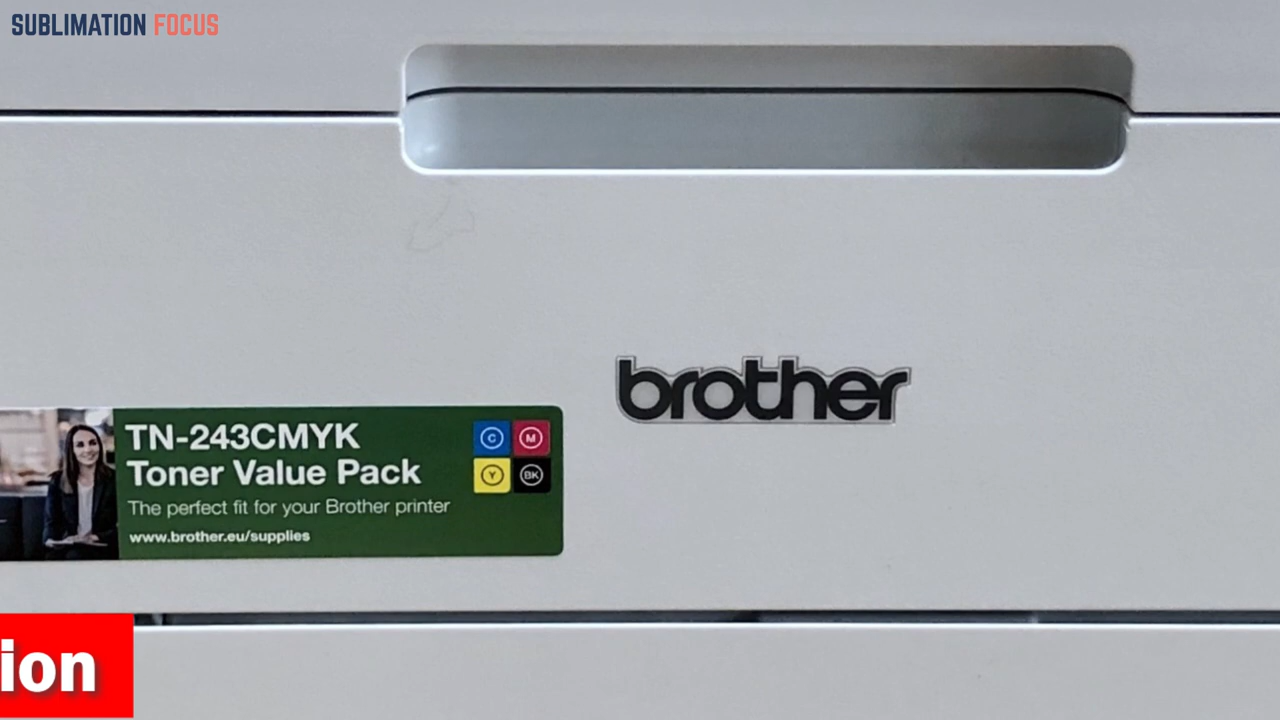 SUBLIMATION FOCUS
brother
TN-243CMYK
Toner Value Pack
The perfect fit for your Brother printer
www.brother.eu/supplies
C M
Y BK
ion